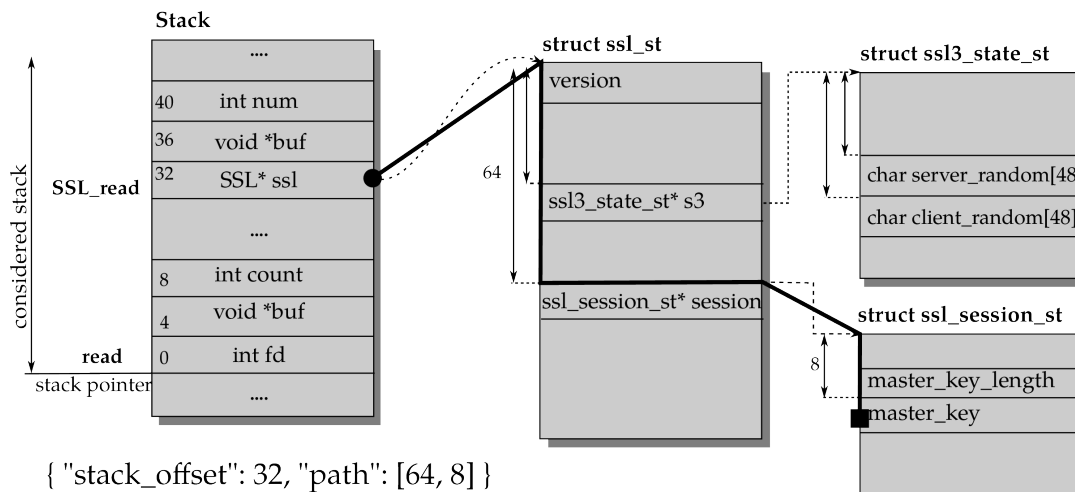 Stack
....
40 int num
36 void *buf
32 SSL* ssl
SSL_read
....
8 int count
4 void *buf
read 0 int fd
stack pointer
....
considered stack
struct ssl_st
version
64
ssl3_state_st* s3
ssl_session_st* session
struct ssl3_state_st
char server_random[48
char client_random[48]
struct ssl_session_st
8
master_key_length
master_key
{ "stack_offset": 32, "path": [64, 8] }